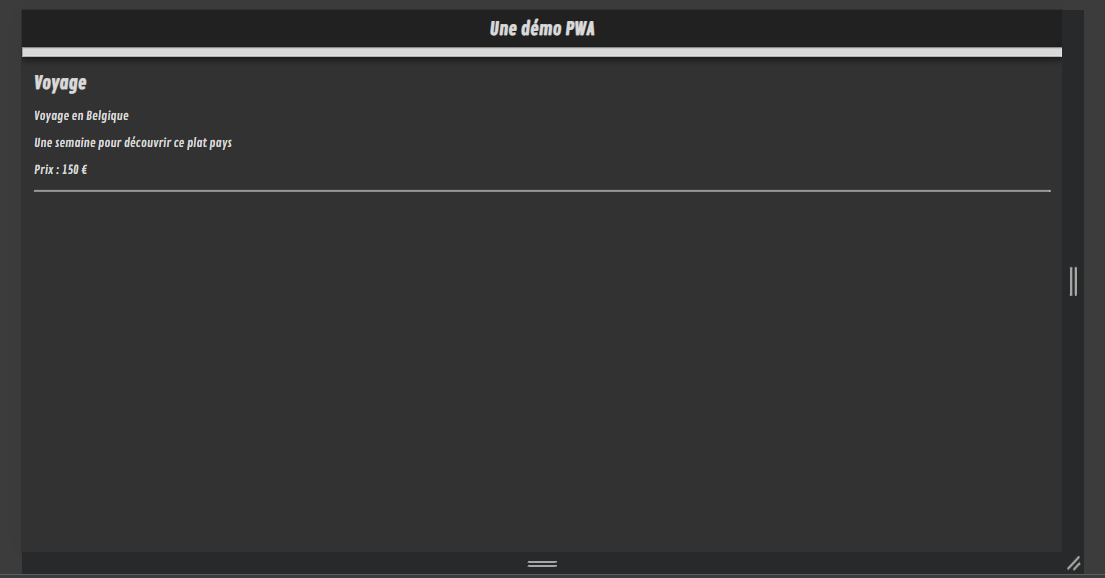 Une démo PWA
Voyage
Voyage en Belgique
Une semaine pour découvrir ce plat pays
Prix : 150 €